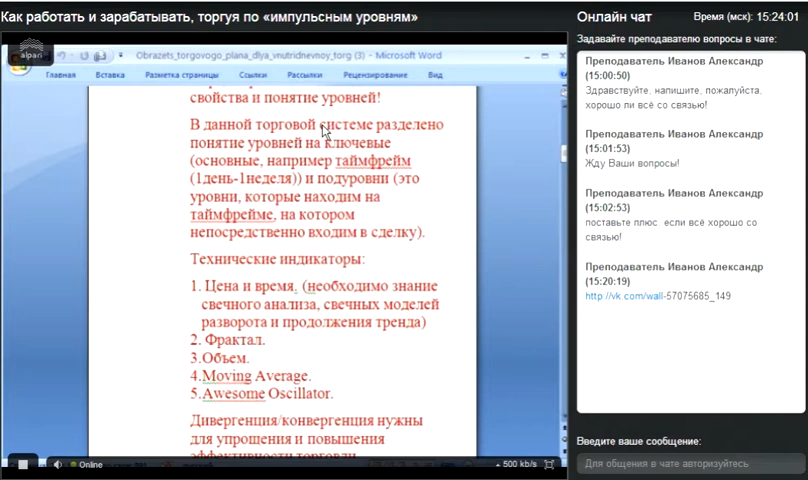 Как работать и зарабатывать, торгуя по «импульсным уровням»
Онлайн чат
Время (мск): 15:24:01
Задавайте преподавателю вопросы в чате:
alpari
Obrazets_torgovogo_plana_dlya_vnutridnevnoy_torg (3) - Microsoft Word
Главная Вставка Разметка страницы Ссылки Рассылки Рецензирование Вид
свойства и понятие уровней!
В данной торговой системе разделено
понятие уровней на ключевые
(основные, например таймфрейм
(1день-1неделя)) и подуровни (это
уровни, которые находим на
таймфрейме, на котором
непосредственно входим в сделку).
Технические индикаторы:
1. Цена и время. (необходимо знание
свечного анализа, свечных моделей
разворота и продолжения тренда)
2. Фрактал.
3.Объем.
4.Moving Average.
5.Awesome Oscillator.
Дивергенция/конвергенция нужны
для упрощения и повышения
эффективности торговли
Online
500 kb/s
Преподаватель Иванов Александр
(15:00:50)
Здравствуйте, напишите, пожалуйста,
хорошо ли всё со связью!
Преподаватель Иванов Александр
(15:01:53)
Жду Ваши вопросы!
Преподаватель Иванов Александр
(15:02:53)
поставьте плюс если всё хорошо со
связью!
Преподаватель Иванов Александр
(15:20:19)
http://vk.com/wall-57075685_149
Введите ваше сообщение:
Для общения в чате авторизуйтесь